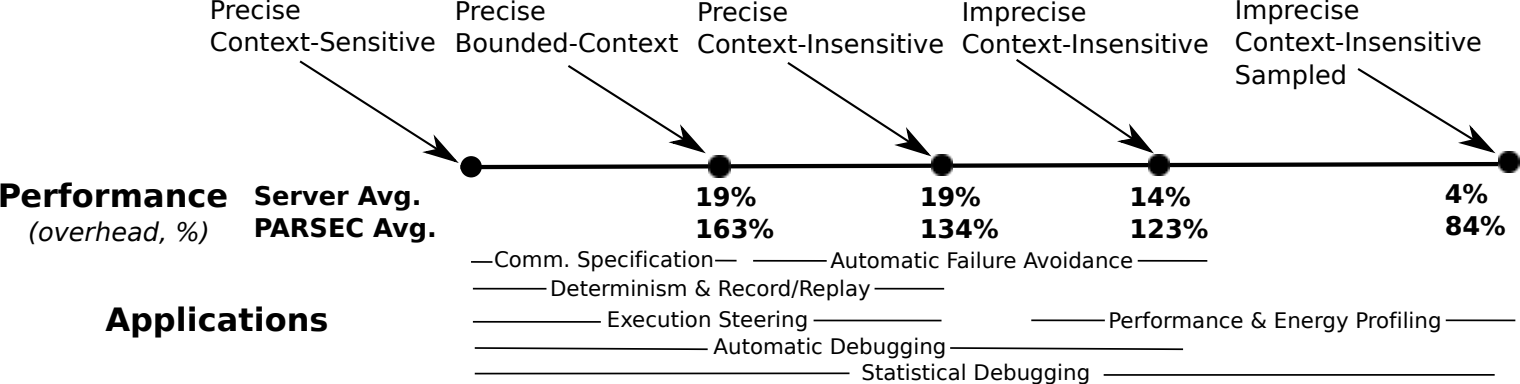 Precise
Context-Sensitive
Precise
Bounded-Context
Precise
Context-Insensitive
Imprecise
Context-Insensitive
Imprecise
Context-Insensitive
Sampled
Performance
(overhead, %)
Server Avg.
PARSEC Avg.
19%
163%
19%
134%
14%
123%
4%
84%
Applications
Comm. Specification
Automatic Failure Avoidance
Determinism & Record/Replay
Execution Steering
Performance & Energy Profiling
Automatic Debugging
Statistical Debugging